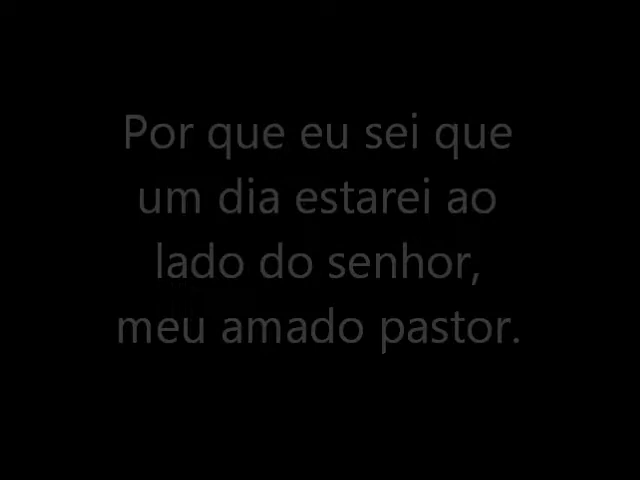 Por que eu sei que
um dia estarei ao
lado do senhor,
meu amado pastor.